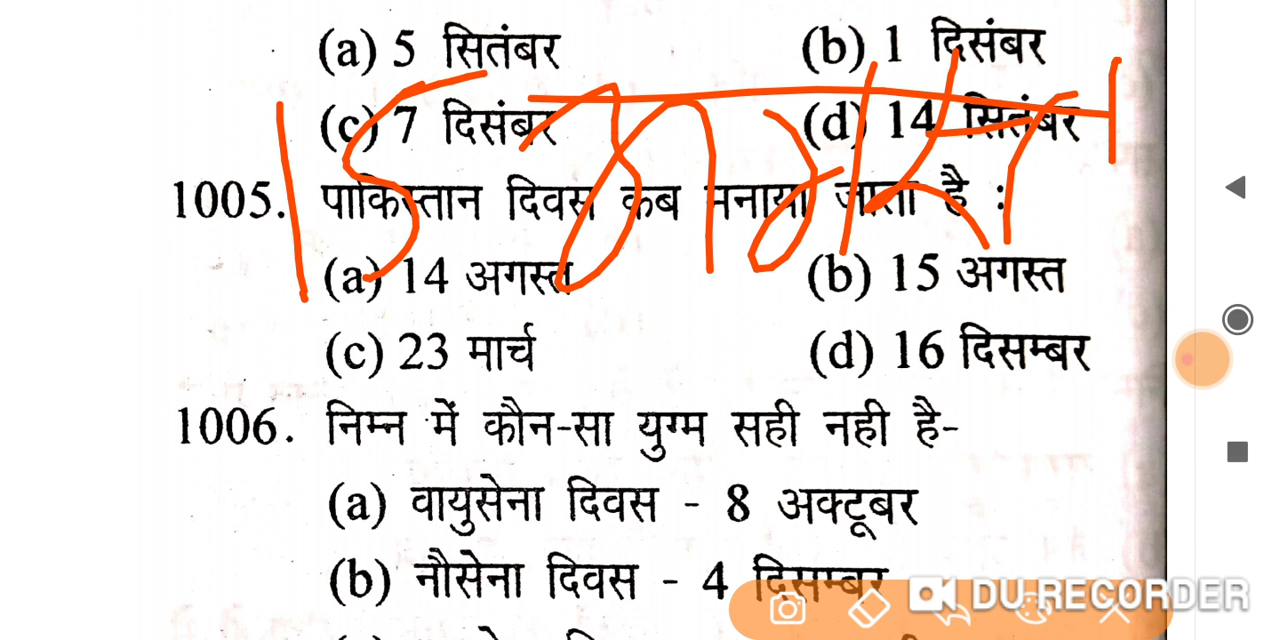 (a) 5 सितंबर (b) 1 दिसंबर
(c) 7 दिसंबर (d) 14 सितंबर
15 अगस्त
1005. पाकिस्तान दिवस कब मनाया जाता है :
(a) 14 अगस्त (b) 15 अगस्त
(c) 23 मार्च (d) 16 दिसम्बर
1006. निम्न में कौन-सा युग्म सही नही है-
(a) वायुसेना दिवस - 8 अक्टूबर
(b) नौसेना दिवस - 4 दिसम्बर
DU RECORDER